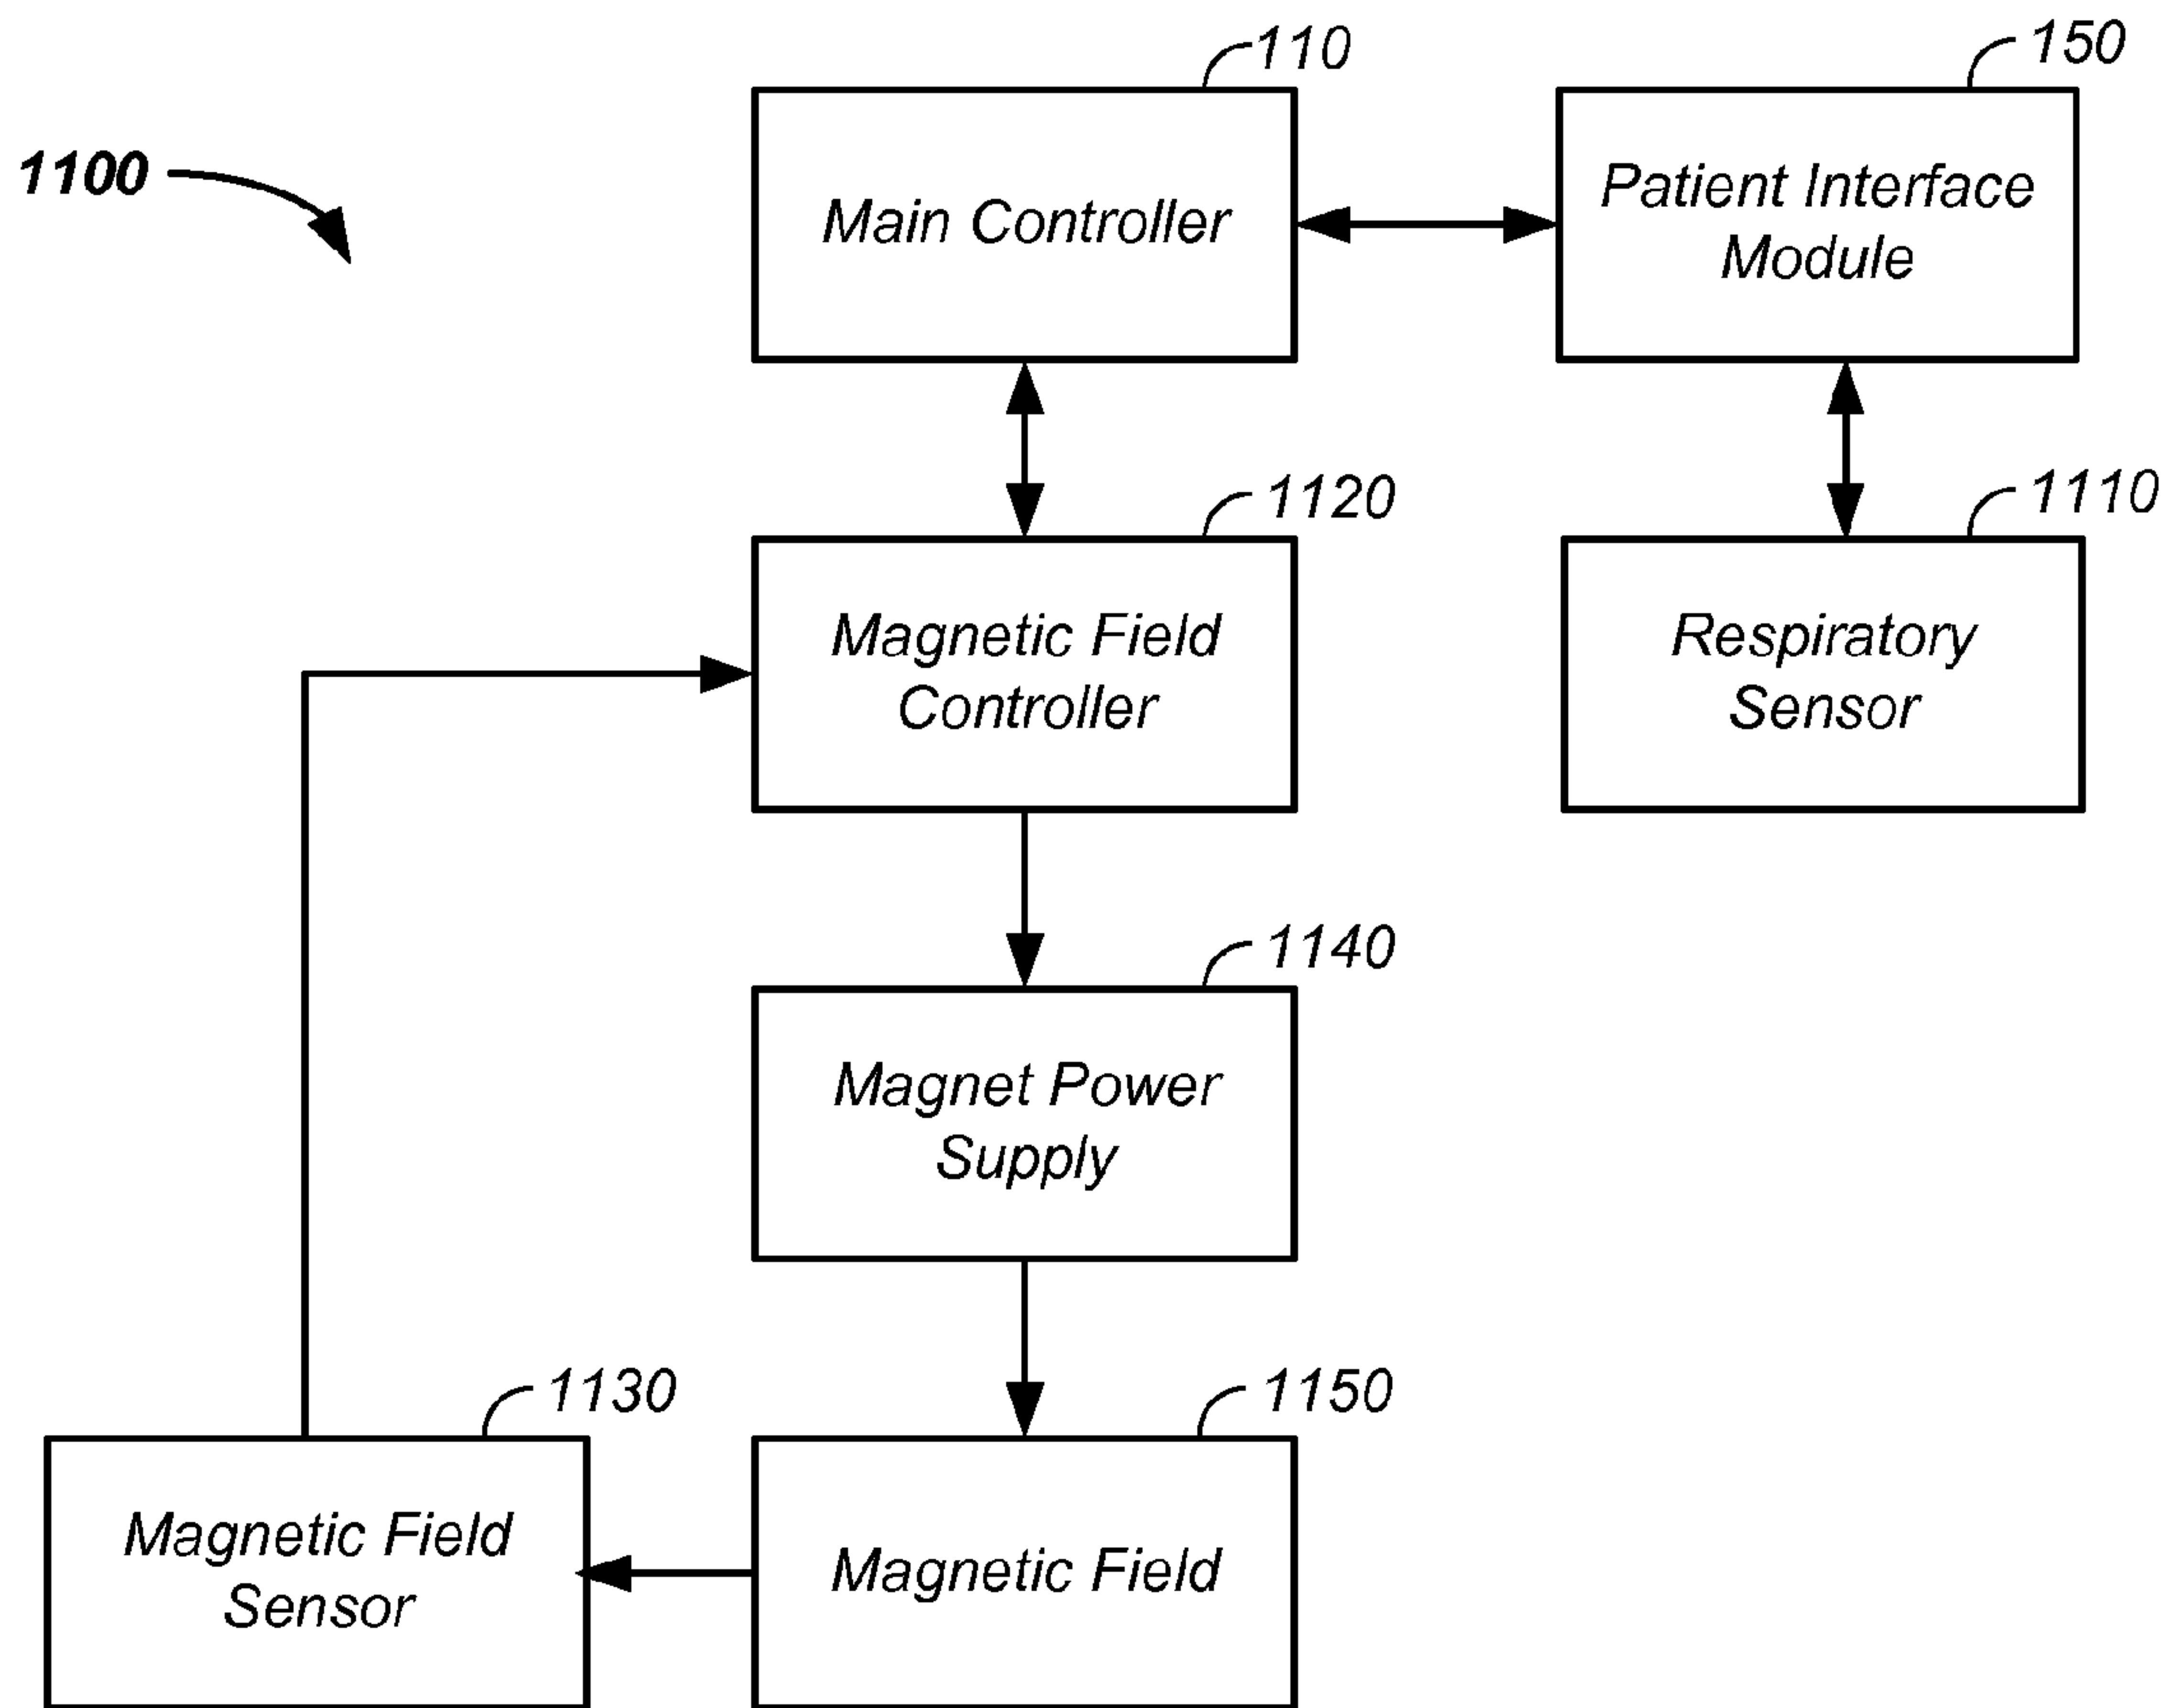 110
150
1100
Main Controller
Patient Interface
Module
1120
1110
Magnetic Field
Controller
Respiratory
Sensor
1140
Magnet Power
Supply
1130
1150
Magnetic Field
Sensor
Magnetic Field